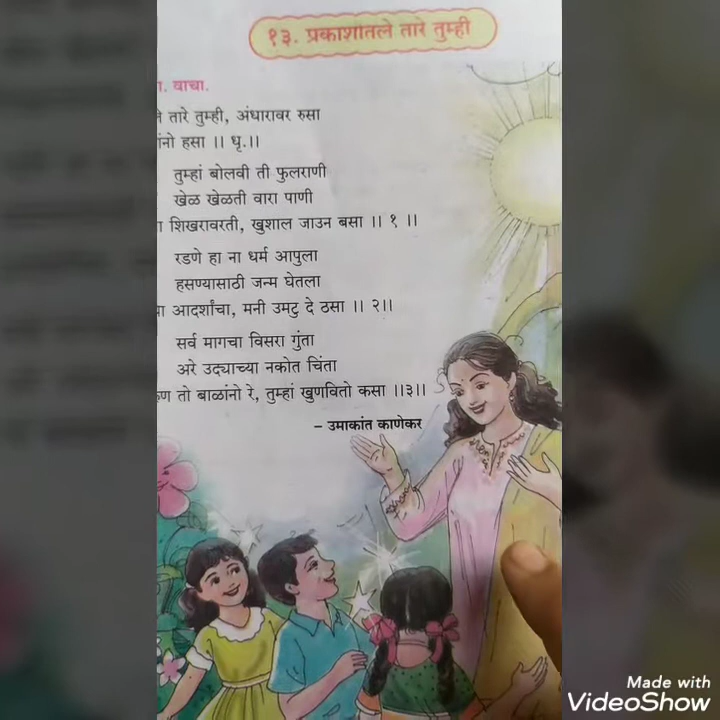 १३. प्रकाशातले तारे तुम्ही
वाचा.
तारे तुम्ही, अंधारावर रुसा
हसा ।। धृ.।।
तुम्हां बोलवी ती फुलराणी
खेळ खेळती वारा पाणी
शिखरावरती, खुशाल जाउन बसा ।। १ ।।
रडणे हा ना धर्म आपुला
हसण्यासाठी जन्म घेतला
आदर्शांचा, मनी उमटु दे ठसा ।। २।।
सर्व मागचा विसरा गुंता
अरे उद्याच्या नकोत चिंता
तो बाळांनो रे, तुम्हां खुणवितो कसा ।।३।।
– उमाकांत काणेकर
Made with
VideoShow